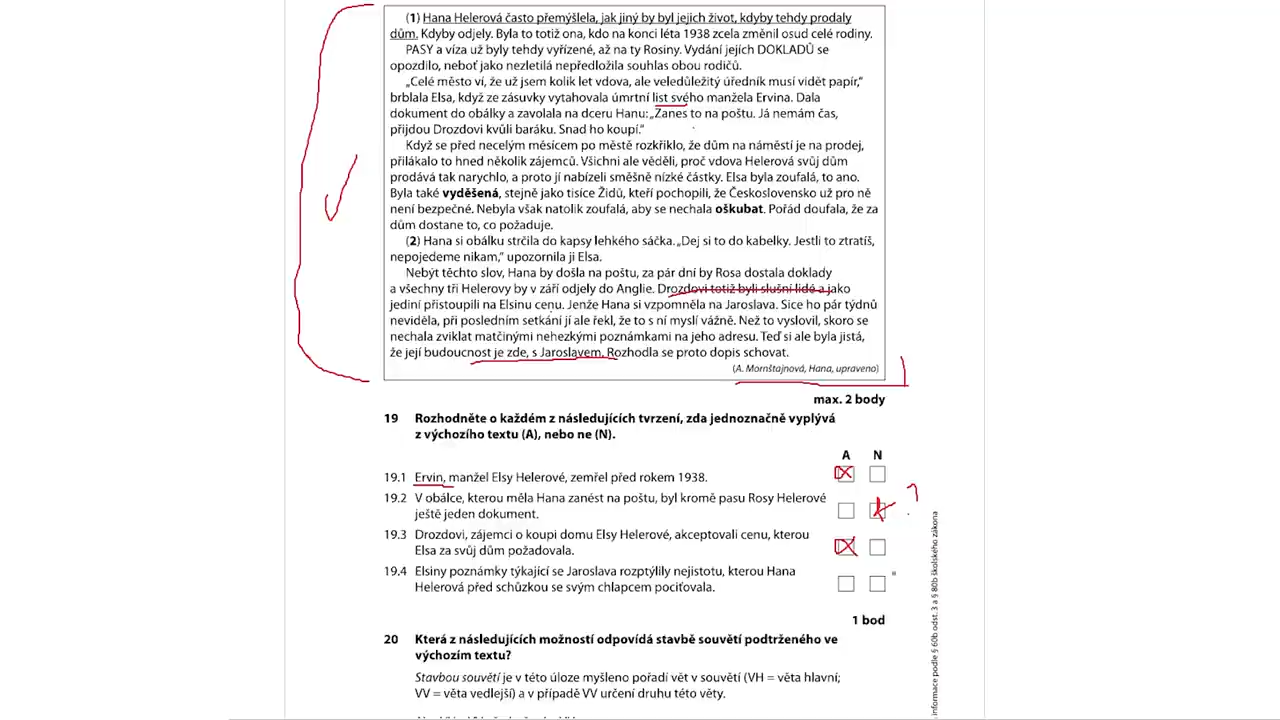 (1) Hana Helerová často přemýšlela, jak jiný by byl jejich život, kdyby tehdy prodaly
dům. Kdyby odjely. Byla to totiž ona, kdo na konci léta 1938 zcela změnil osud celé rodiny.
PASY a víza už byly tehdy vyřízené, až na ty Rosiny. Vydání jejích DOKLADŮ se
opozdilo, neboť jako nezletilá nepředložila souhlas obou rodičů.
„Celé město ví, že už jsem kolik let vdova, ale veledůležitý úředník musí vidět papír,“
brblala Elsa, když ze zásuvky vytahovala úmrtní list svého manžela Ervina. Dala
dokument do obálky a zavolala na dceru Hanu: „Zanes to na poštu. Já nemám čas,
přijdou Drozdovi kvůli baráku. Snad ho koupí.“
Když se před necelým měsícem po městě rozkřiklo, že dům na náměstí je na prodej,
přilákalo to hned několik zájemců. Všichni ale věděli, proč vdova Helerová svůj dům
prodává tak narychlo, a proto jí nabízeli směšně nízké částky. Elsa byla zoufalá, to ano.
Byla také vyděšená, stejně jako tisíce Židů, kteří pochopili, že Československo už pro ně
není bezpečné. Nebyla však natolik zoufalá, aby se nechala oškubat. Pořád doufala, že za
dům dostane to, co požaduje.
(2) Hana si obálku strčila do kapsy lehkého sáčka. „Dej si to do kabelky. Jestli to ztratíš,
nepojedeme nikam,“ upozornila ji Elsa.
Nebýt těchto slov, Hana by došla na poštu, za pár dní by Rosa dostala doklady
a všechny tři Helerovy by v září odjely do Anglie. Drozdovi totiž byli slušní lidé a jako
jediní přistoupili na Elsinu cenu. Jenže Hana si vzpomněla na Jaroslava. Sice ho pár týdnů
neviděla, při posledním setkání jí ale řekl, že to s ní myslí vážně. Než to vyslovil, skoro se
nechala zviklat matčinými nehezkými poznámkami na jeho adresu. Teď si ale byla jistá,
že její budoucnost je zde, s Jaroslavem. Rozhodla se proto dopis schovat.
(A. Mornštajnová, Hana, upraveno)
max. 2 body
19 Rozhodněte o každém z následujících tvrzení, zda jednoznačně vyplývá
z výchozího textu (A), nebo ne (N).
A N
19.1 Ervin, manžel Elsy Helerové, zemřel před rokem 1938.
19.2 V obálce, kterou měla Hana zanést na poštu, byl kromě pasu Rosy Helerové
ještě jeden dokument.
19.3 Drozdovi, zájemci o koupi domu Elsy Helerové, akceptovali cenu, kterou
Elsa za svůj dům požadovala.
19.4 Elsiny poznámky týkající se Jaroslava rozptýlily nejistotu, kterou Hana
Helerová před schůzkou se svým chlapcem pociťovala.
1 bod
20 Která z následujících možností odpovídá stavbě souvětí podtrženého ve
výchozím textu?
Stavbou souvětí je v této úloze myšleno pořadí vět v souvětí (VH = věta hlavní;
VV = věta vedlejší) a v případě VV určení druhu této věty.
informace podle § 60b odst. 3 a § 80b školského zákona